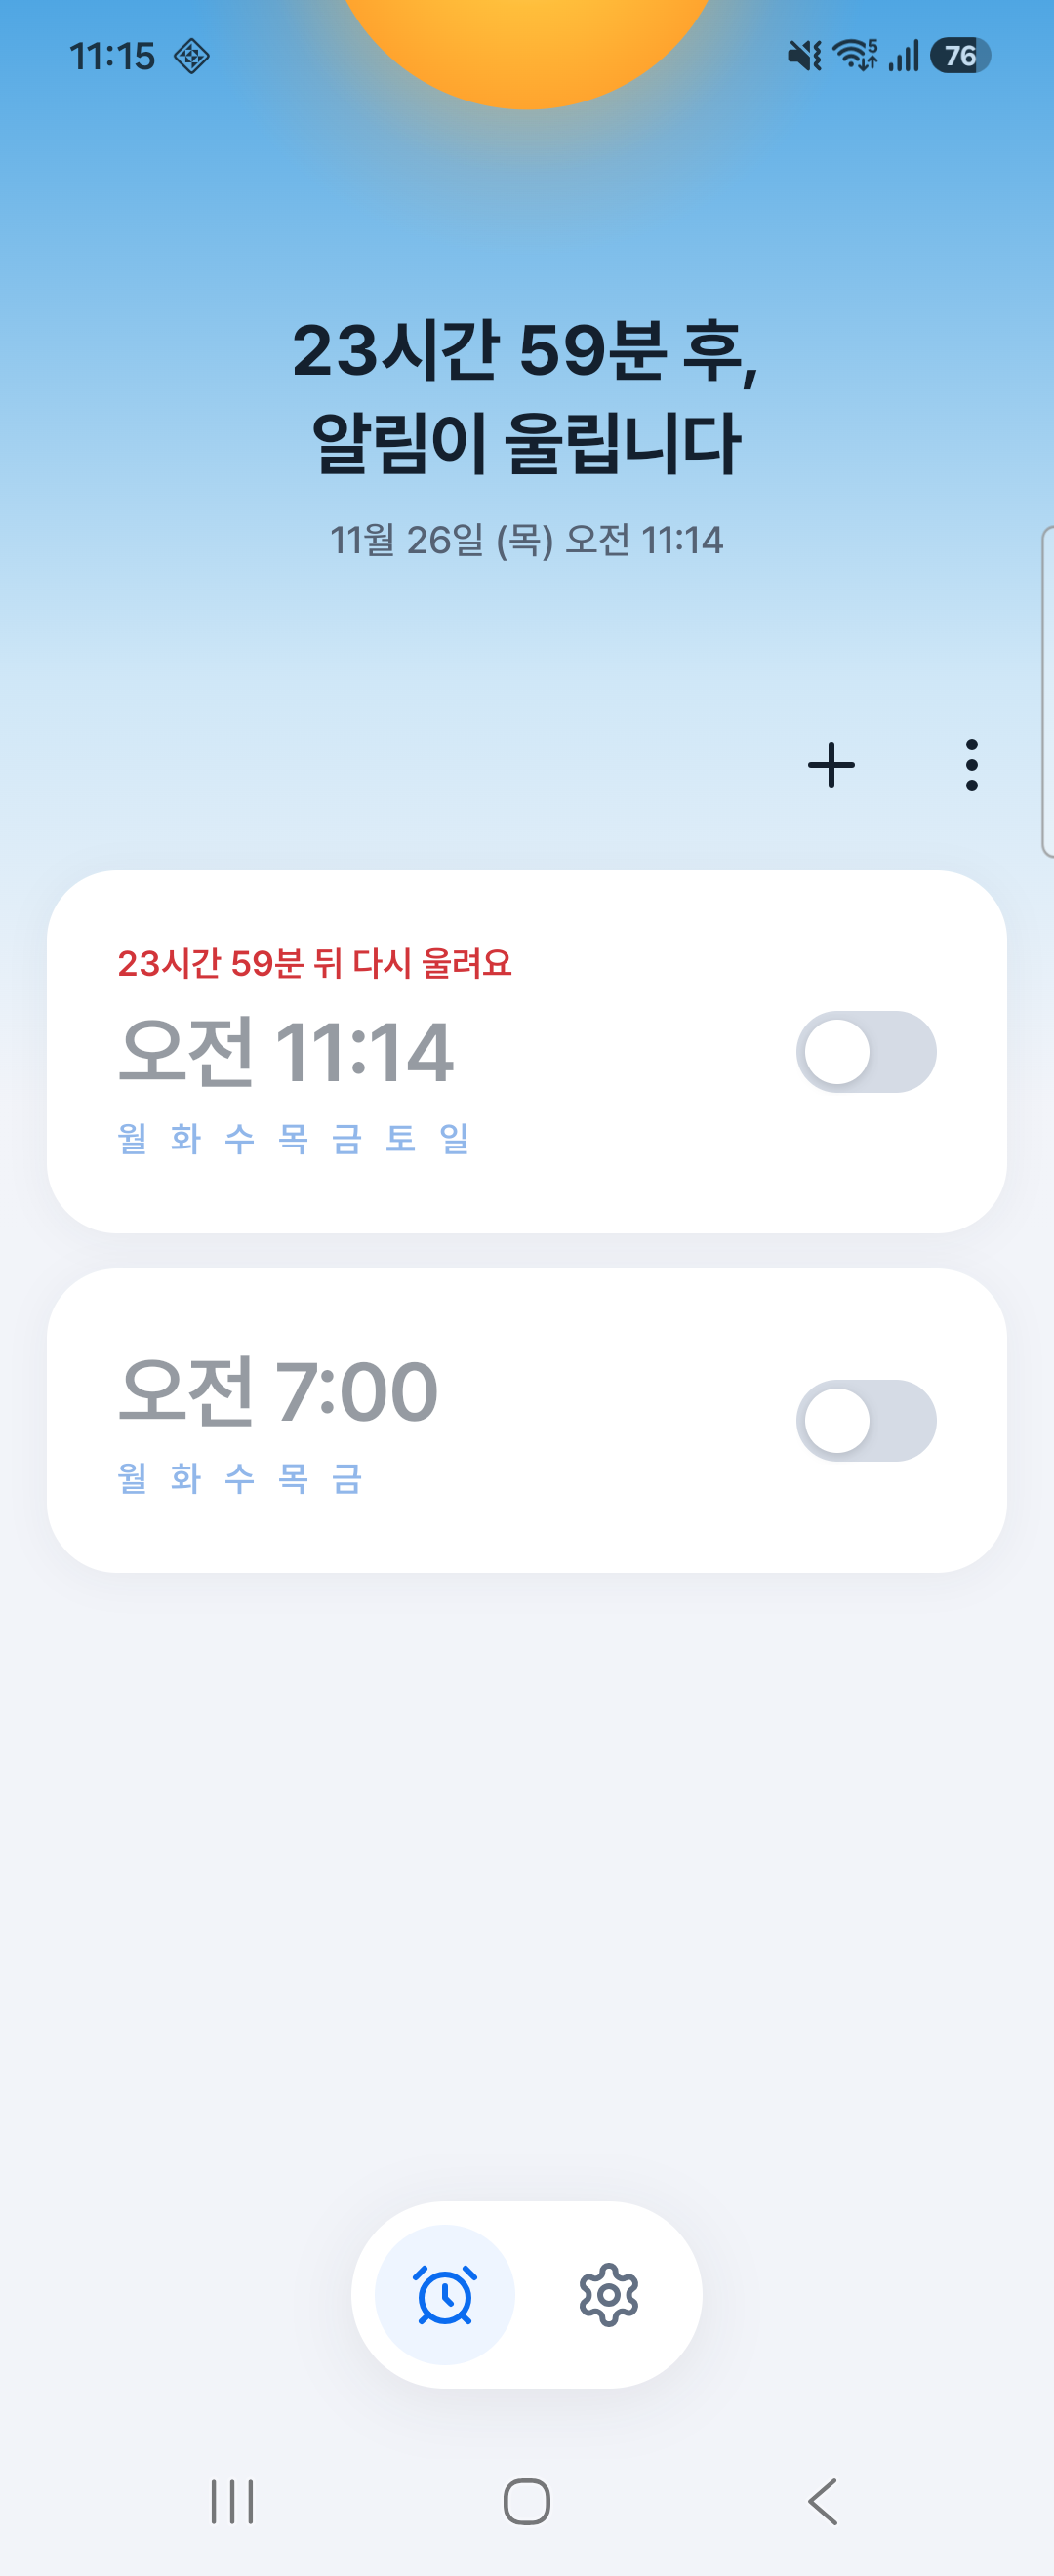 11:15
5
76
23시간 59분 후,
알림이 울립니다
11월 26일 (목) 오전 11:14
23시간 59분 뒤 다시 울려요
오전 11:14
월 화 수 목 금 토 일
오전 7:00
월 화 수 목 금